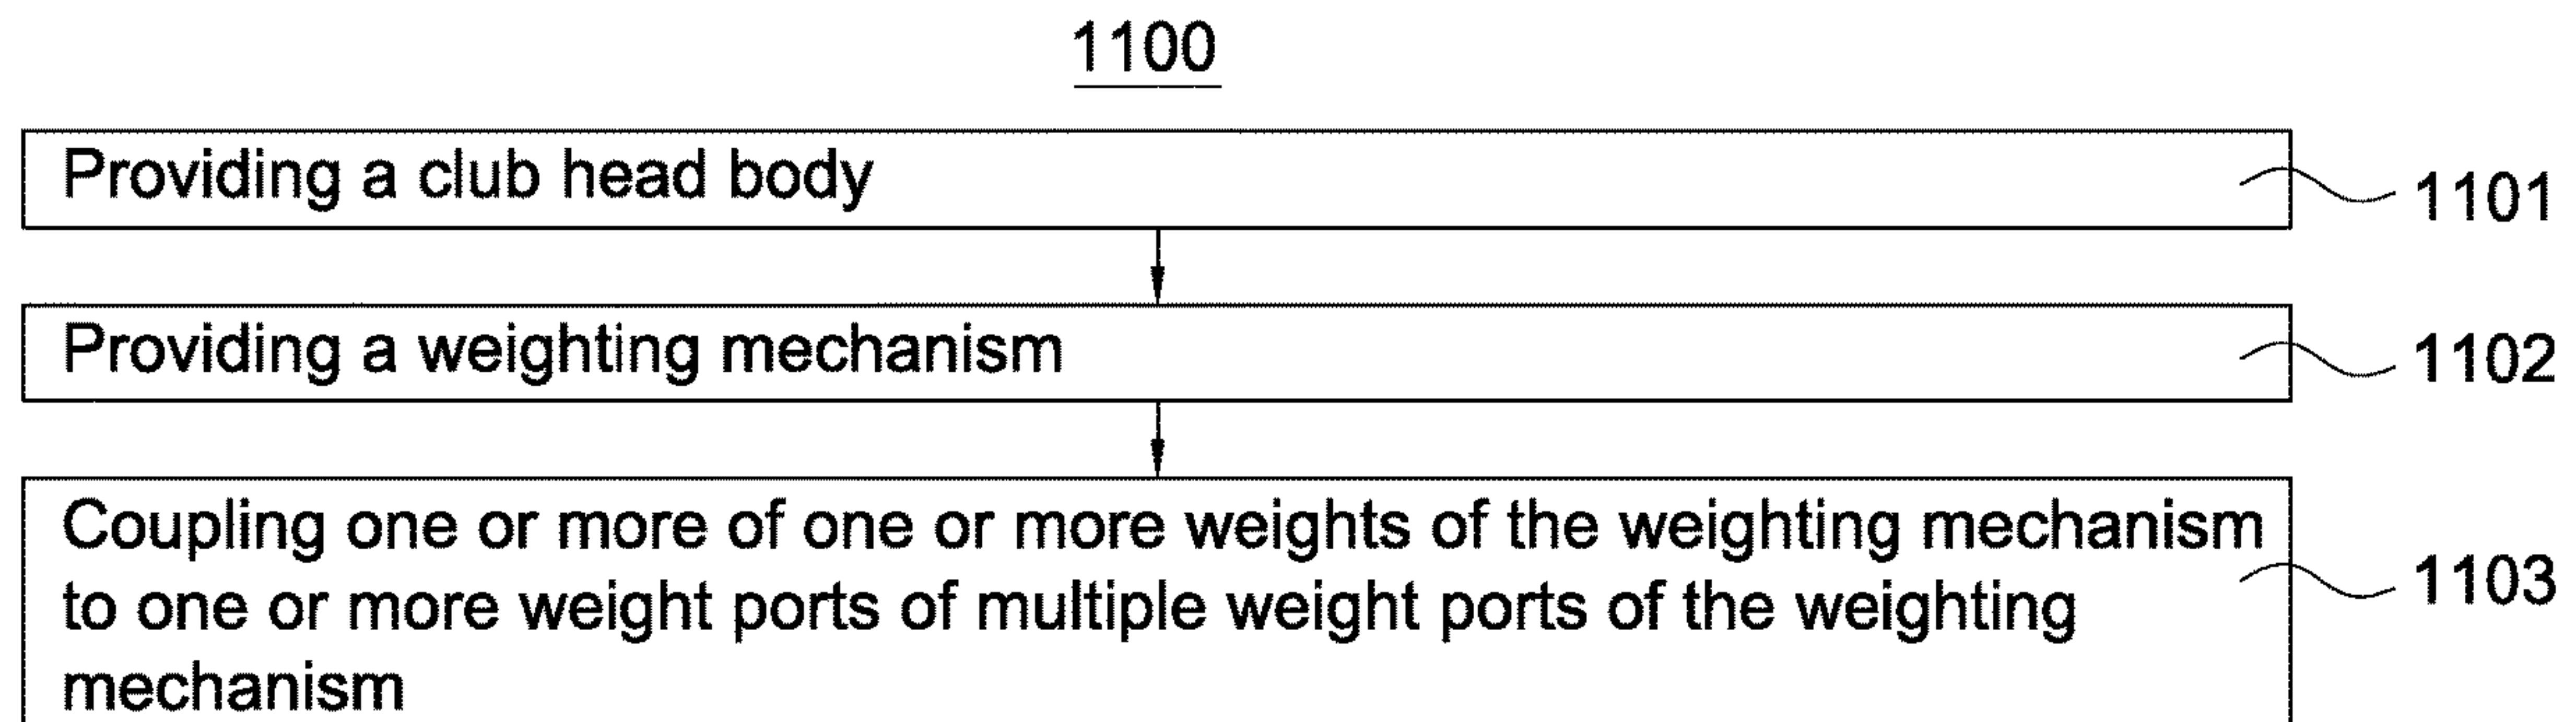 1100
Providing a club head body
1101
Providing a weighting mechanism
1102
Coupling one or more of one or more weights of the weighting mechanism
to one or more weight ports of multiple weight ports of the weighting
mechanism
1103